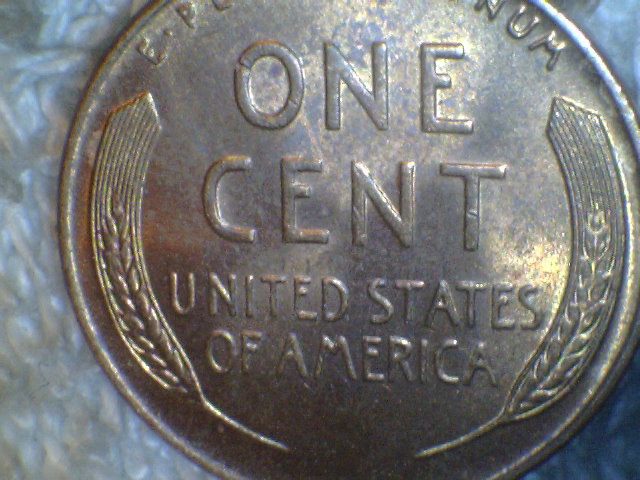 E·
ONE
CENT
UNITED STATES
OF AMERICA